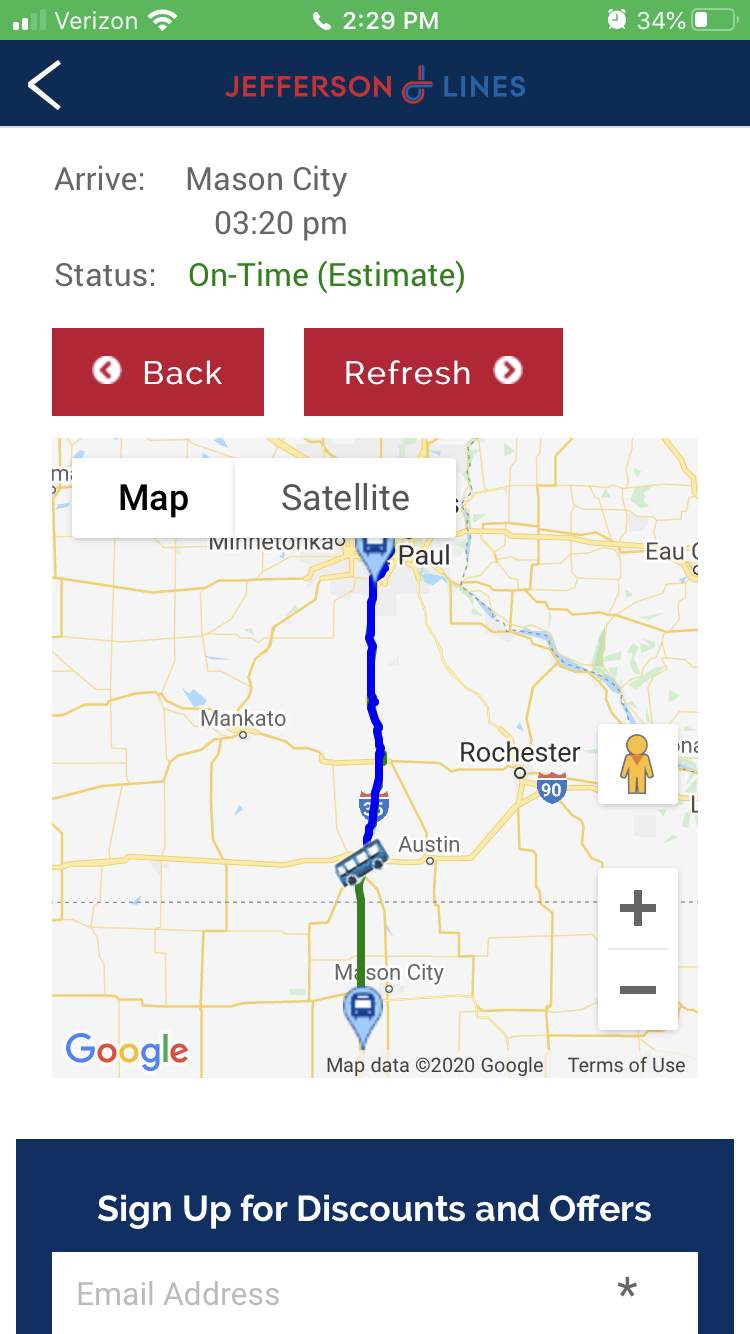 Verizon 2:29 PM 34%
JEFFERSON LINES
Arrive: Mason City
03:20 pm
Status: On-Time (Estimate)
Back Refresh
Map Satellite
Minnetonka
Paul
Eau
Mankato
Rochester
90
35
Austin
Mason City
Google
Map data ©2020 Google Terms of Use
Sign Up for Discounts and Offers
Email Address *